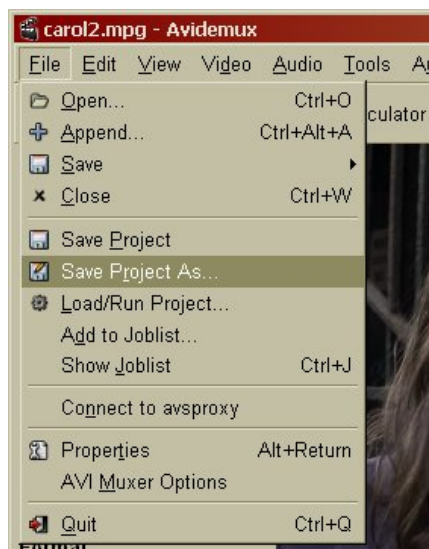 carol2.mpg - Avidemux
File Edit View Video Audio Tools
Open... Ctrl+O
culator
Append... Ctrl+Alt+A
Save
Close Ctrl+W
Save Project
Save Project As...
Load/Run Project...
Add to Joblist...
Show Joblist Ctrl+J
Connect to avsproxy
Properties Alt+Return
AVI Muxer Options
Quit Ctrl+Q